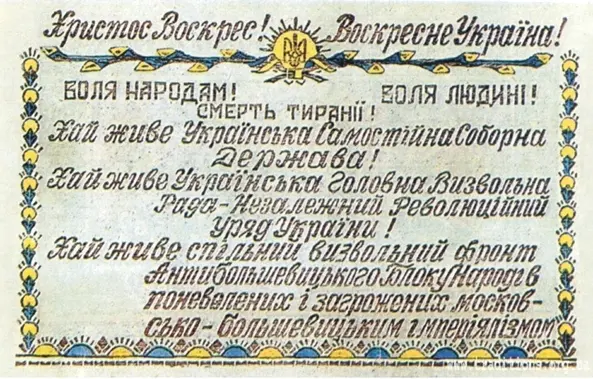 Христос Воскрес! Воскресне Україна!
ВОЛЯ НАРОДАМ! ВОЛЯ ЛЮДИНІ!
СМЕРТЬ ТИРАНІЇ!
Хай живе Українська Самостійна Соборна
Держава!
Хай живе Українська Головна Визвольна
Рада-Незалежний Революційний
Уряд України!
Хай живе спільний визвольний фронт
Антибольшевицького Блоку Народів
поневелених і загрожених москов-
сько-большевицьким імперіялізмом